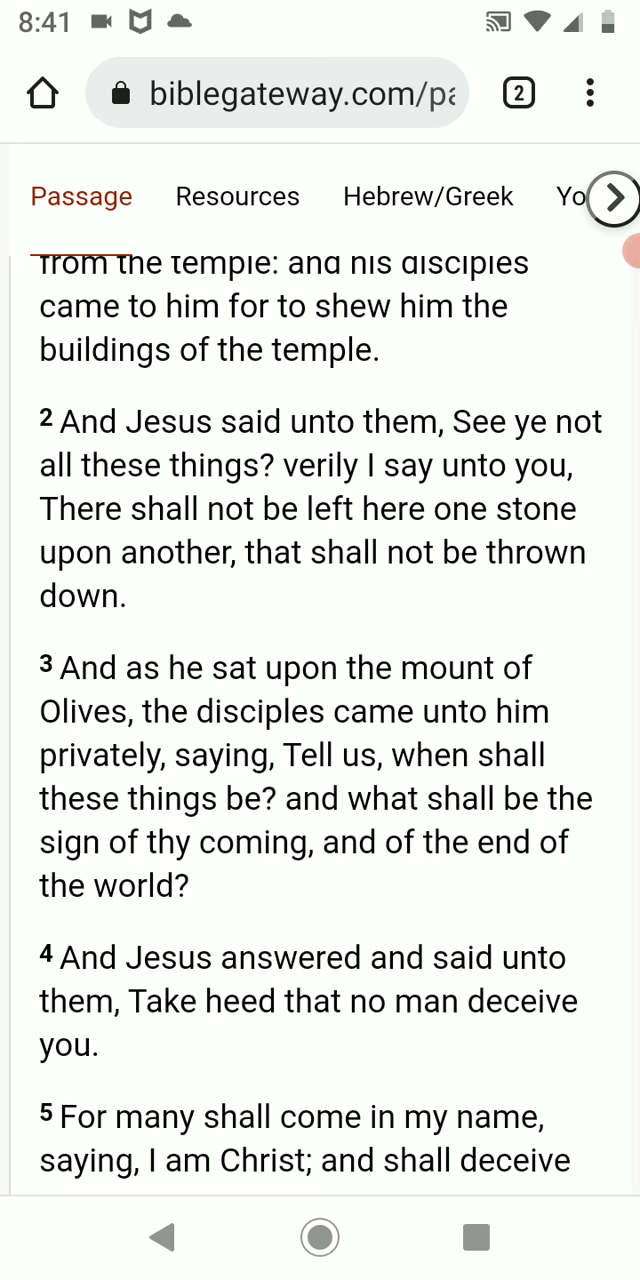 8:41
biblegateway.com/pa
2
Passage Resources Hebrew/Greek Yo
from the temple: and his disciples
came to him for to shew him the
buildings of the temple.
2 And Jesus said unto them, See ye not
all these things? verily I say unto you,
There shall not be left here one stone
upon another, that shall not be thrown
down.
3 And as he sat upon the mount of
Olives, the disciples came unto him
privately, saying, Tell us, when shall
these things be? and what shall be the
sign of thy coming, and of the end of
the world?
4 And Jesus answered and said unto
them, Take heed that no man deceive
you.
5 For many shall come in my name,
saying, I am Christ; and shall deceive